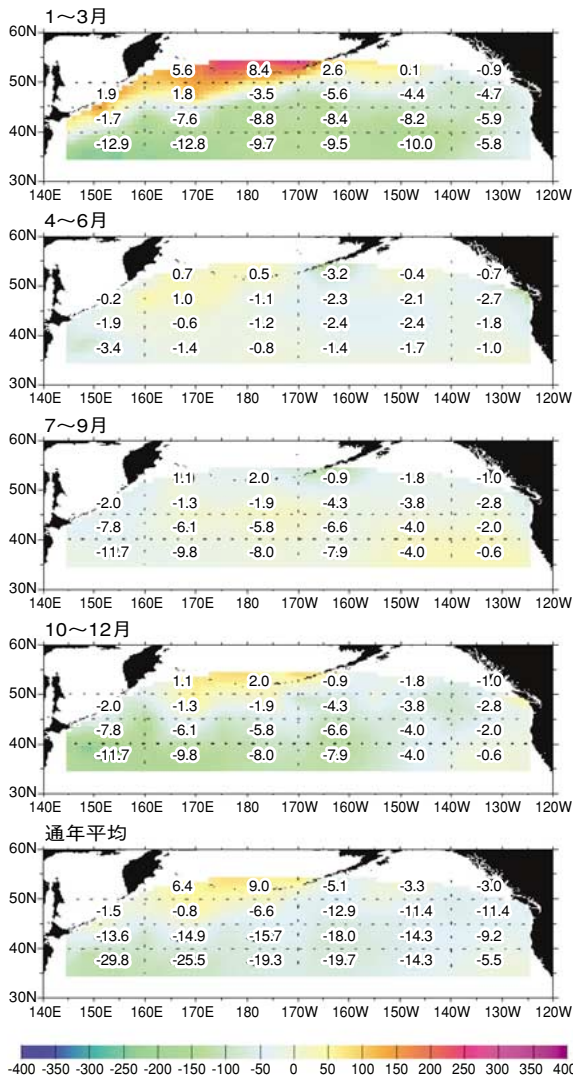 1～3月
60N
5.6 8.4 2.6 0.1 -0.9
50N
1.9 1.8 -3.5 -5.6 -4.4 -4.7
-1.7 -7.6 -8.8 -8.4 -8.2 -5.9
40N
-12.9 -12.8 -9.7 -9.5 -10.0 -5.8
30N
140E 150E 160E 170E 180 170W 160W 150W 140W 130W 120W
4～6月
60N
0.7 0.5 -3.2 -0.4 -0.7
50N
-0.2 1.0 -1.1 -2.3 -2.1 -2.7
-1.9 -0.6 -1.2 -2.4 -2.4 -1.8
40N
-3.4 -1.4 -0.8 -1.4 -1.7 -1.0
30N
140E 150E 160E 170E 180 170W 160W 150W 140W 130W 120W
7～9月
60N
1.1 2.0 -0.9 -1.8 -1.0
50N
-2.0 -1.3 -1.9 -4.3 -3.8 -2.8
-7.8 -6.1 -5.8 -6.6 -4.0 -2.0
40N
-11.7 -9.8 -8.0 -7.9 -4.0 -0.6
30N
140E 150E 160E 170E 180 170W 160W 150W 140W 130W 120W
10～12月
60N
1.1 2.0 -0.9 -1.8 -1.0
50N
-2.0 -1.3 -1.9 -4.3 -3.8 -2.8
-7.8 -6.1 -5.8 -6.6 -4.0 -2.0
40N
-11.7 -9.8 -8.0 -7.9 -4.0 -0.6
30N
140E 150E 160E 170E 180 170W 160W 150W 140W 130W 120W
通年平均
60N
6.4 9.0 -5.1 -3.3 -3.0
50N
-1.5 -0.8 -6.6 -12.9 -11.4 -11.4
-13.6 -14.9 -15.7 -18.0 -14.3 -9.2
40N
-29.8 -25.5 -19.3 -19.7 -14.3 -5.5
30N
140E 150E 160E 170E 180 170W 160W 150W 140W 130W 120W
-400 -350 -300 -250 -200 -150 -100 -50 0 50 100 150 200 250 300 350 400